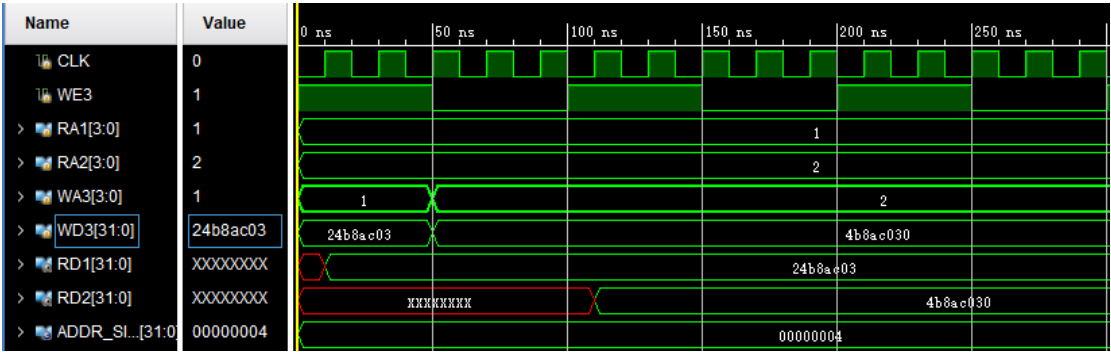 Name Value 0 ns 50 ns 100 ns 150 ns 200 ns 250 ns
CLK 0
WE3 1
> RA1[3:0] 1 1
> RA2[3:0] 2 2
> WA3[3:0] 1 1 2
> WD3[31:0] 24b8ac03 24b8ac03 4b8ac030
> RD1[31:0] XXXXXXXX 24b8ac03
> RD2[31:0] XXXXXXXX XXXXXXXX 4b8ac030
> ADDR_SI...[31:0] 00000004 00000004